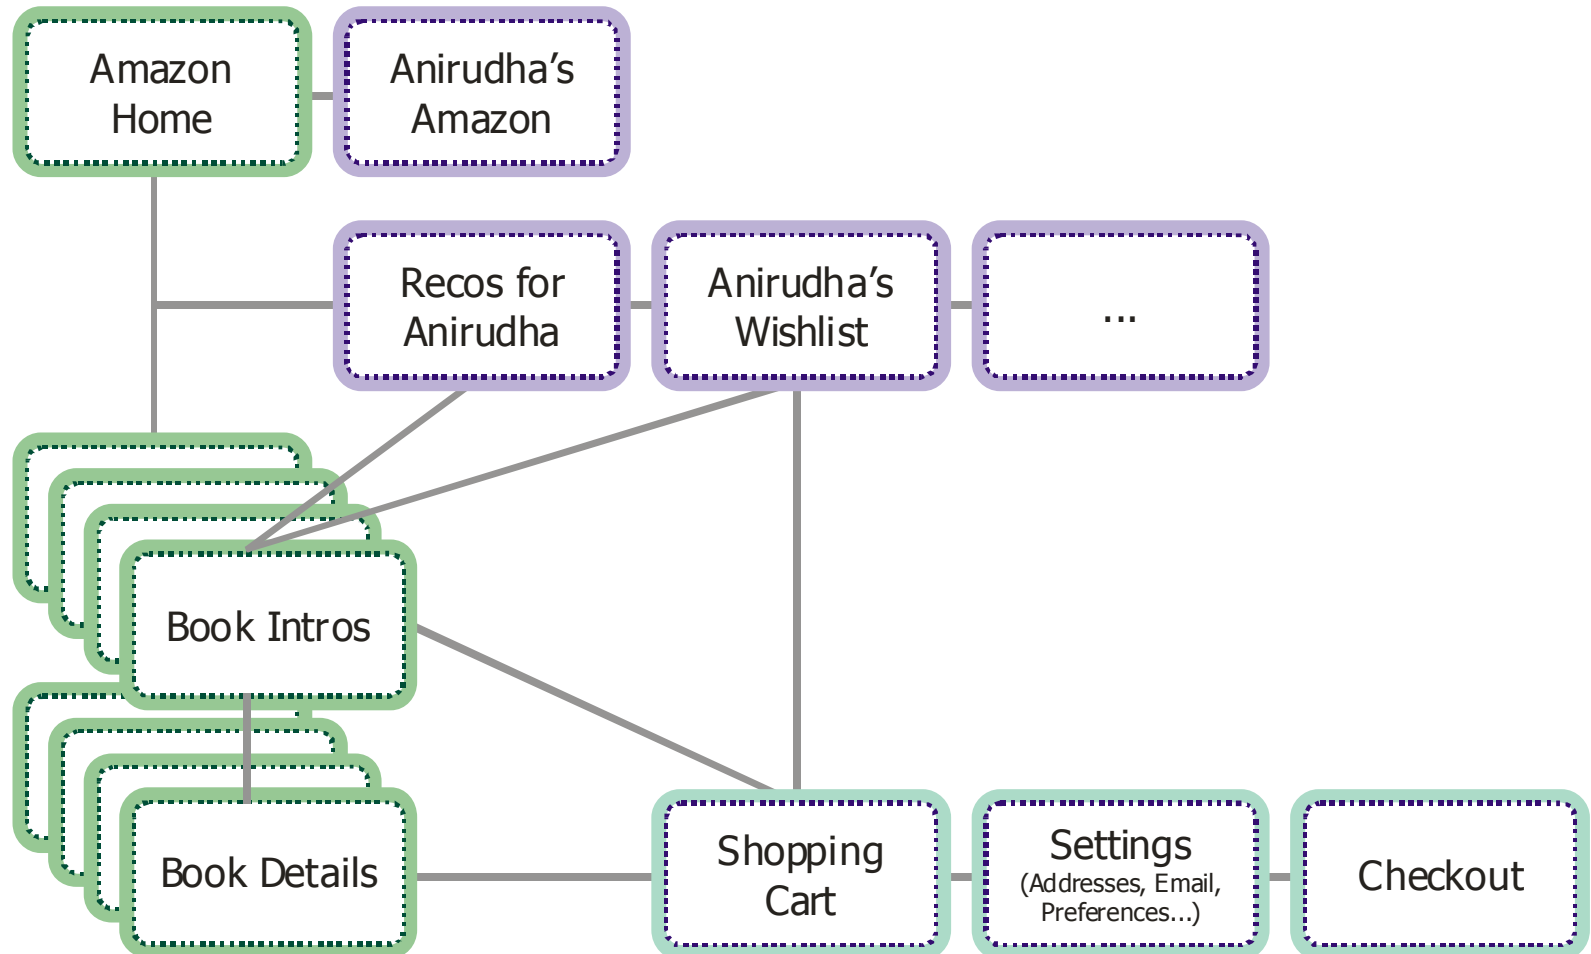 Amazon
Home
Anirudha’s
Amazon
Recos for
Anirudha
Anirudha’s
Wishlist
...
Book Intros
Book Details
Shopping
Cart
Settings
(Addresses, Email,
Preferences...)
Checkout